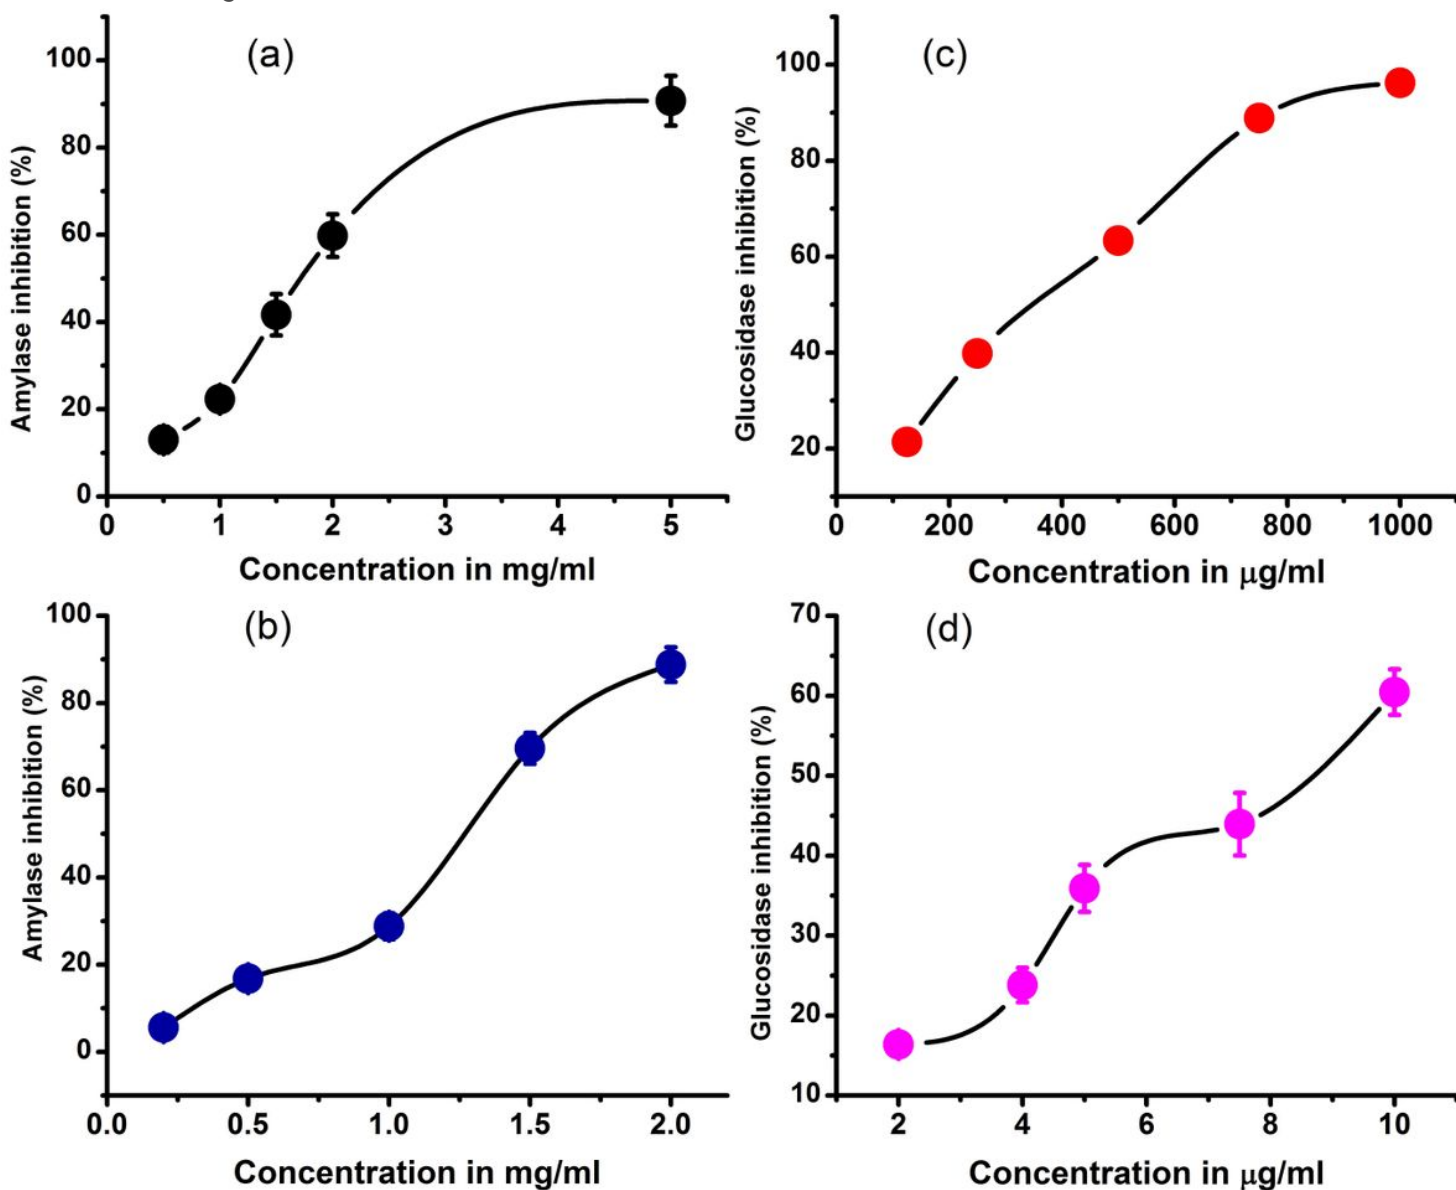 (a)
Amylase inhibition (%)
100
80
60
40
20
0
0 1 2 3 4 5
Concentration in mg/ml
(c)
Glucosidase inhibition (%)
100
80
60
40
20
0 200 400 600 800 1000
Concentration in μg/ml
(b)
Amylase inhibition (%)
100
80
60
40
20
0
0.0 0.5 1.0 1.5 2.0
Concentration in mg/ml
(d)
Glucosidase inhibition (%)
70
60
50
40
30
20
10
2 4 6 8 10
Concentration in μg/ml